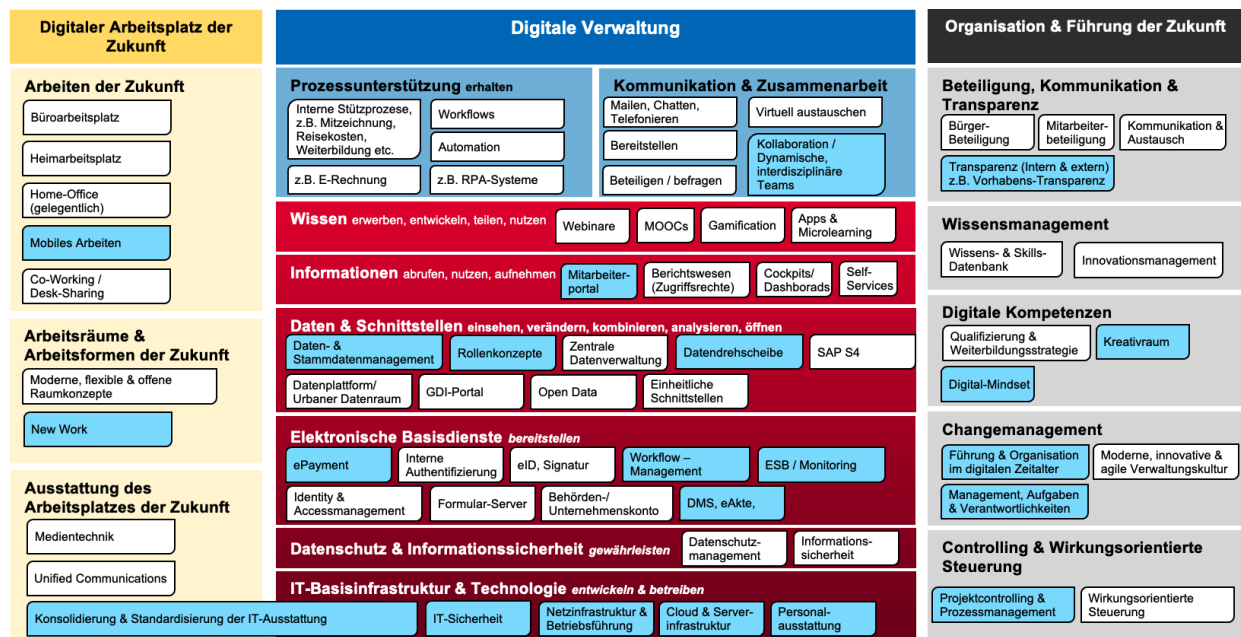 Digitaler Arbeitsplatz der
Zukunft
Arbeiten der Zukunft
Büroarbeitsplatz
Heimarbeitsplatz
Home-Office
(gelegentlich)
Mobiles Arbeiten
Co-Working /
Desk-Sharing
Arbeitsräume &
Arbeitsformen der Zukunft
Moderne, flexible & offene
Raumkonzepte
New Work
Ausstattung des
Arbeitsplatzes der Zukunft
Medientechnik
Unified Communications
Konsolidierung & Standardisierung der IT-Ausstattung
Digitale Verwaltung
Prozessunterstützung erhalten
Interne Stützprozese,
z.B. Mitzeichnung,
Reisekosten,
Weiterbildung etc.
Workflows
Automation
z.B. E-Rechnung
z.B. RPA-Systeme
Kommunikation & Zusammenarbeit
Mailen, Chatten,
Telefonieren
Virtuell austauschen
Bereitstellen
Kollaboration /
Dynamische,
interdisziplinäre
Teams
Beteiligen / befragen
Wissen erwerben, entwickeln, teilen, nutzen
Webinare
MOOCs
Gamification
Apps &
Microlearning
Informationen abrufen, nutzen, aufnehmen
Mitarbeiter-
portal
Berichtswesen
(Zugriffsrechte)
Cockpits/
Dashborads
Self-
Services
Daten & Schnittstellen einsehen, verändern, kombinieren, analysieren, öffnen
Daten- &
Stammdatenmanagement
Rollenkonzepte
Zentrale
Datenverwaltung
Datendrehscheibe
SAP S4
Datenplattform/
Urbaner Datenraum
GDI-Portal
Open Data
Einheitliche
Schnittstellen
Elektronische Basisdienste bereitstellen
ePayment
Interne
Authentifizierung
eID, Signatur
Workflow –
Management
ESB / Monitoring
Identity &
Accessmanagement
Formular-Server
Behörden-/
Unternehmenskonto
DMS, eAkte,
Datenschutz & Informationssicherheit gewährleisten
Datenschutz-
management
Informations-
sicherheit
IT-Basisinfrastruktur & Technologie entwickeln & betreiben
IT-Sicherheit
Netzinfrastruktur &
Betriebsführung
Cloud & Server-
infrastruktur
Personal-
ausstattung
Organisation & Führung der Zukunft
Beteiligung, Kommunikation &
Transparenz
Bürger-
Beteiligung
Mitarbeiter-
beteiligung
Kommunikation &
Austausch
Transparenz (Intern & extern)
z.B. Vorhabens-Transparenz
Wissensmanagement
Wissens- & Skills-
Datenbank
Innovationsmanagement
Digitale Kompetenzen
Qualifizierung &
Weiterbildungsstrategie
Kreativraum
Digital-Mindset
Changemanagement
Führung & Organisation
im digitalen Zeitalter
Moderne, innovative &
agile Verwaltungskultur
Management, Aufgaben
& Verantwortlichkeiten
Controlling & Wirkungsorientierte
Steuerung
Projektcontrolling &
Prozessmanagement
Wirkungsorientierte
Steuerung